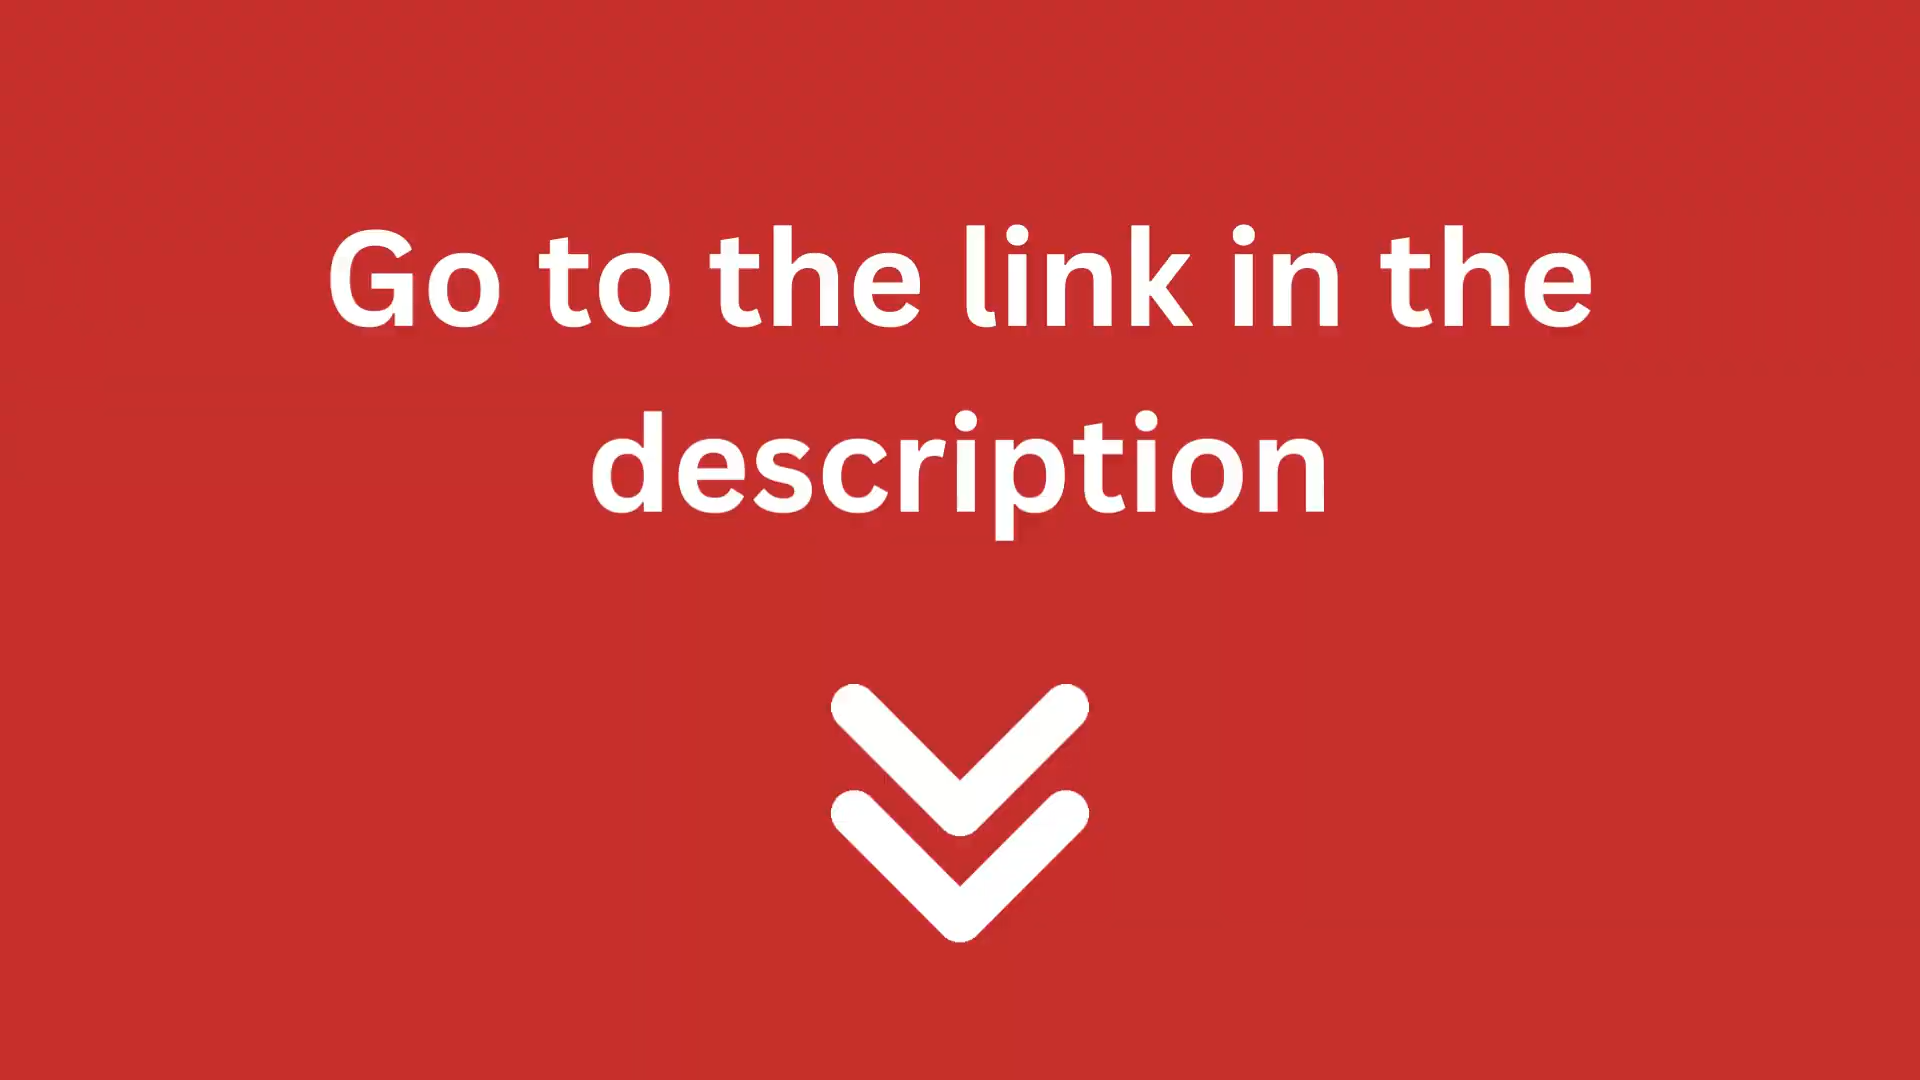 Go to the link in the
description